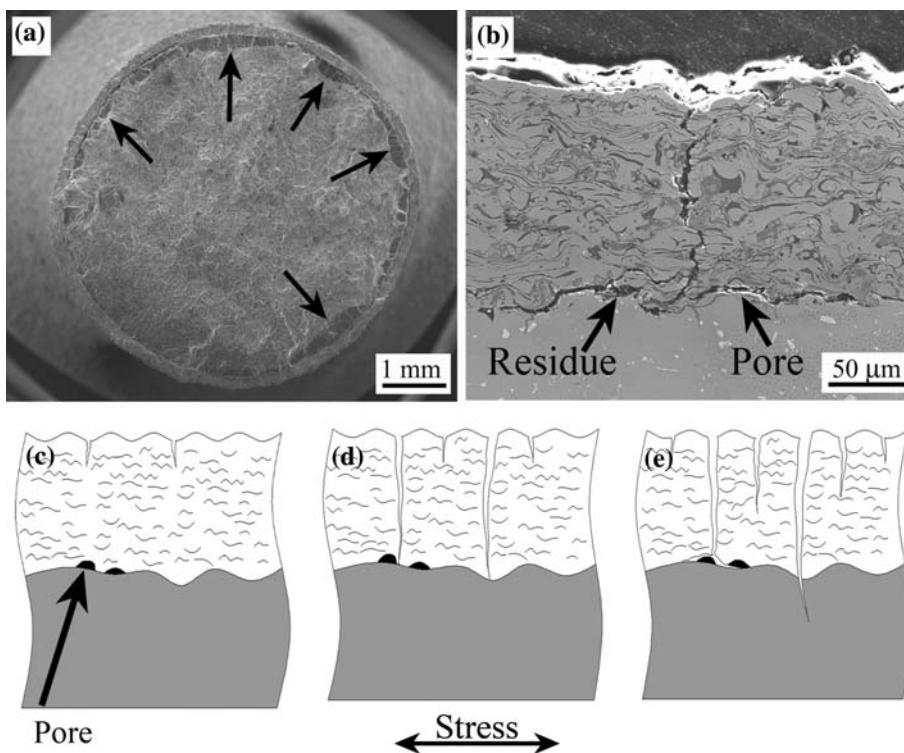 (a)
1 mm
(b)
Residue
Pore
50 μm
(c)
(d)
(e)
Pore
Stress